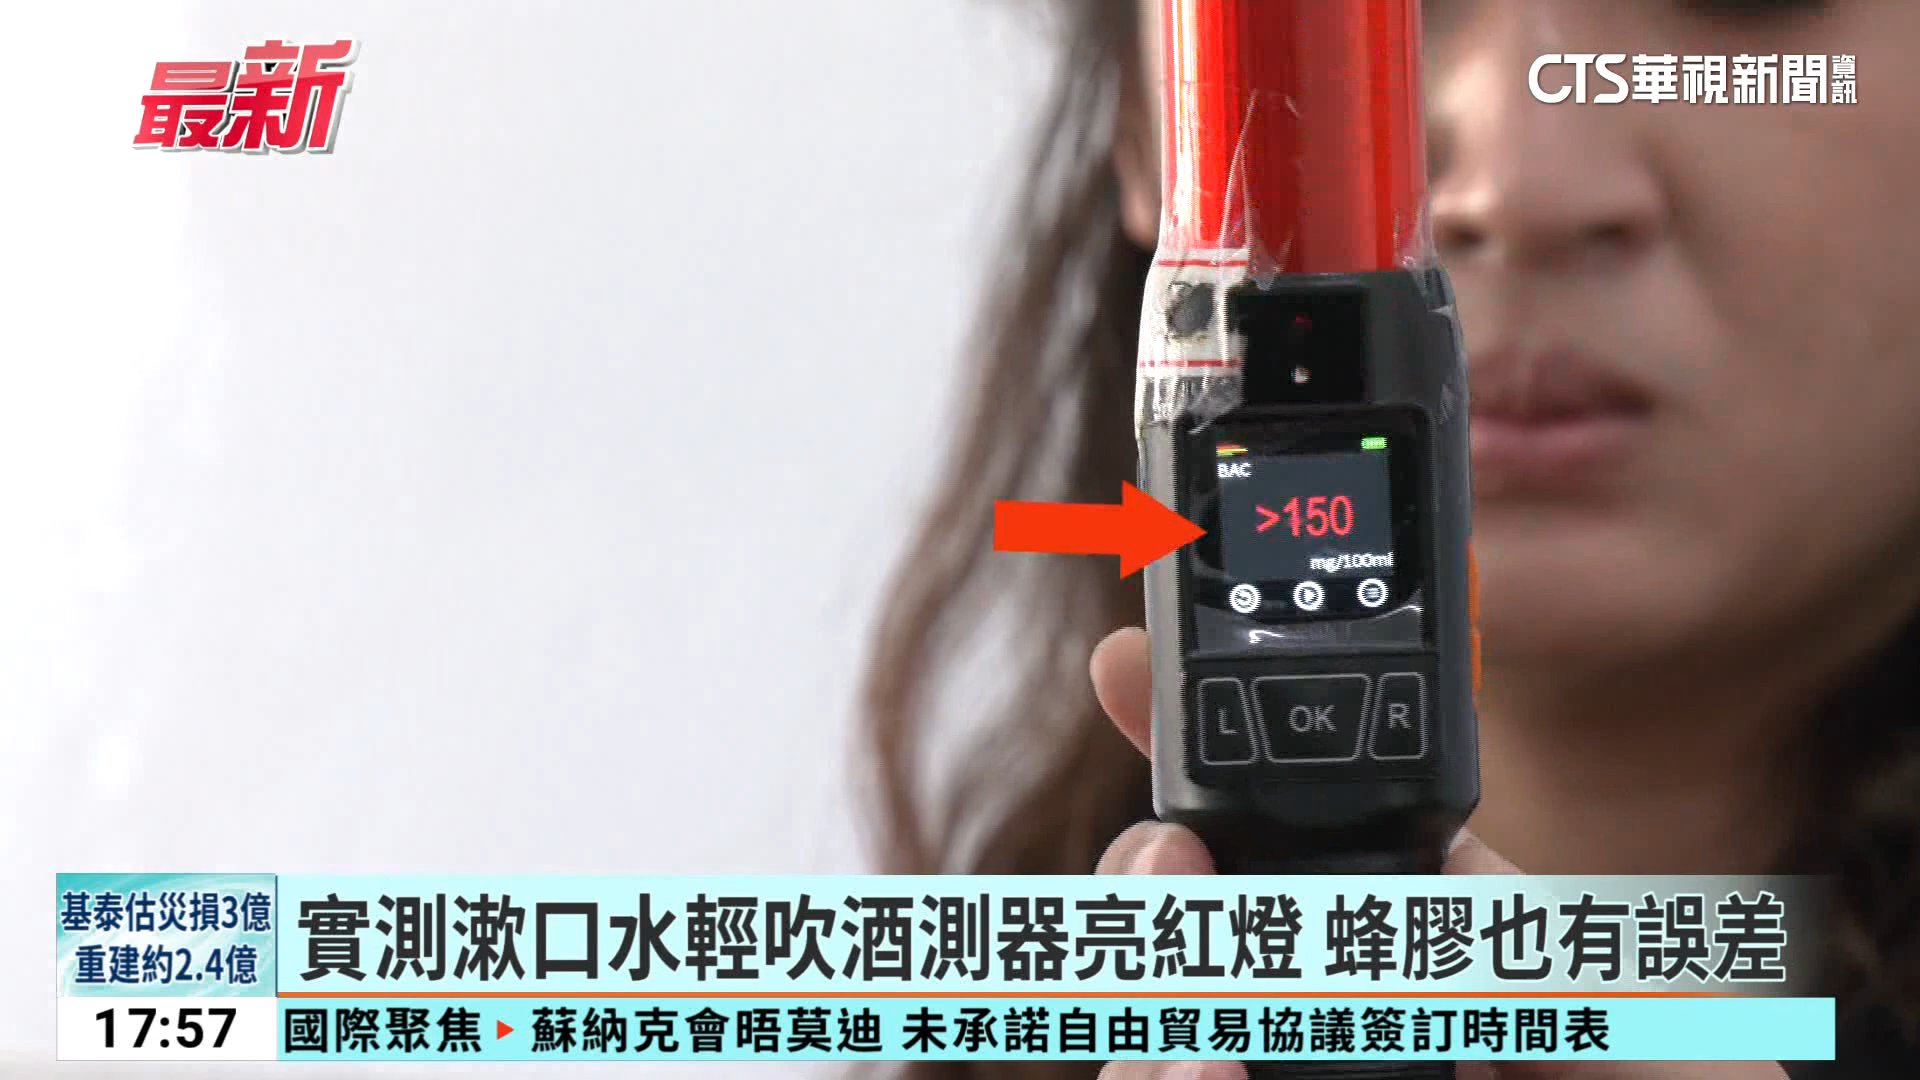 最新
CTS華視新聞資訊
BAC
>150
mg/100ml
L OK R
基泰估災損3億
重建約2.4億
實測漱口水輕吹酒測器亮紅燈 蜂膠也有誤差
17:57
國際聚焦▶蘇納克會晤莫迪 未承諾自由貿易協議簽訂時間表